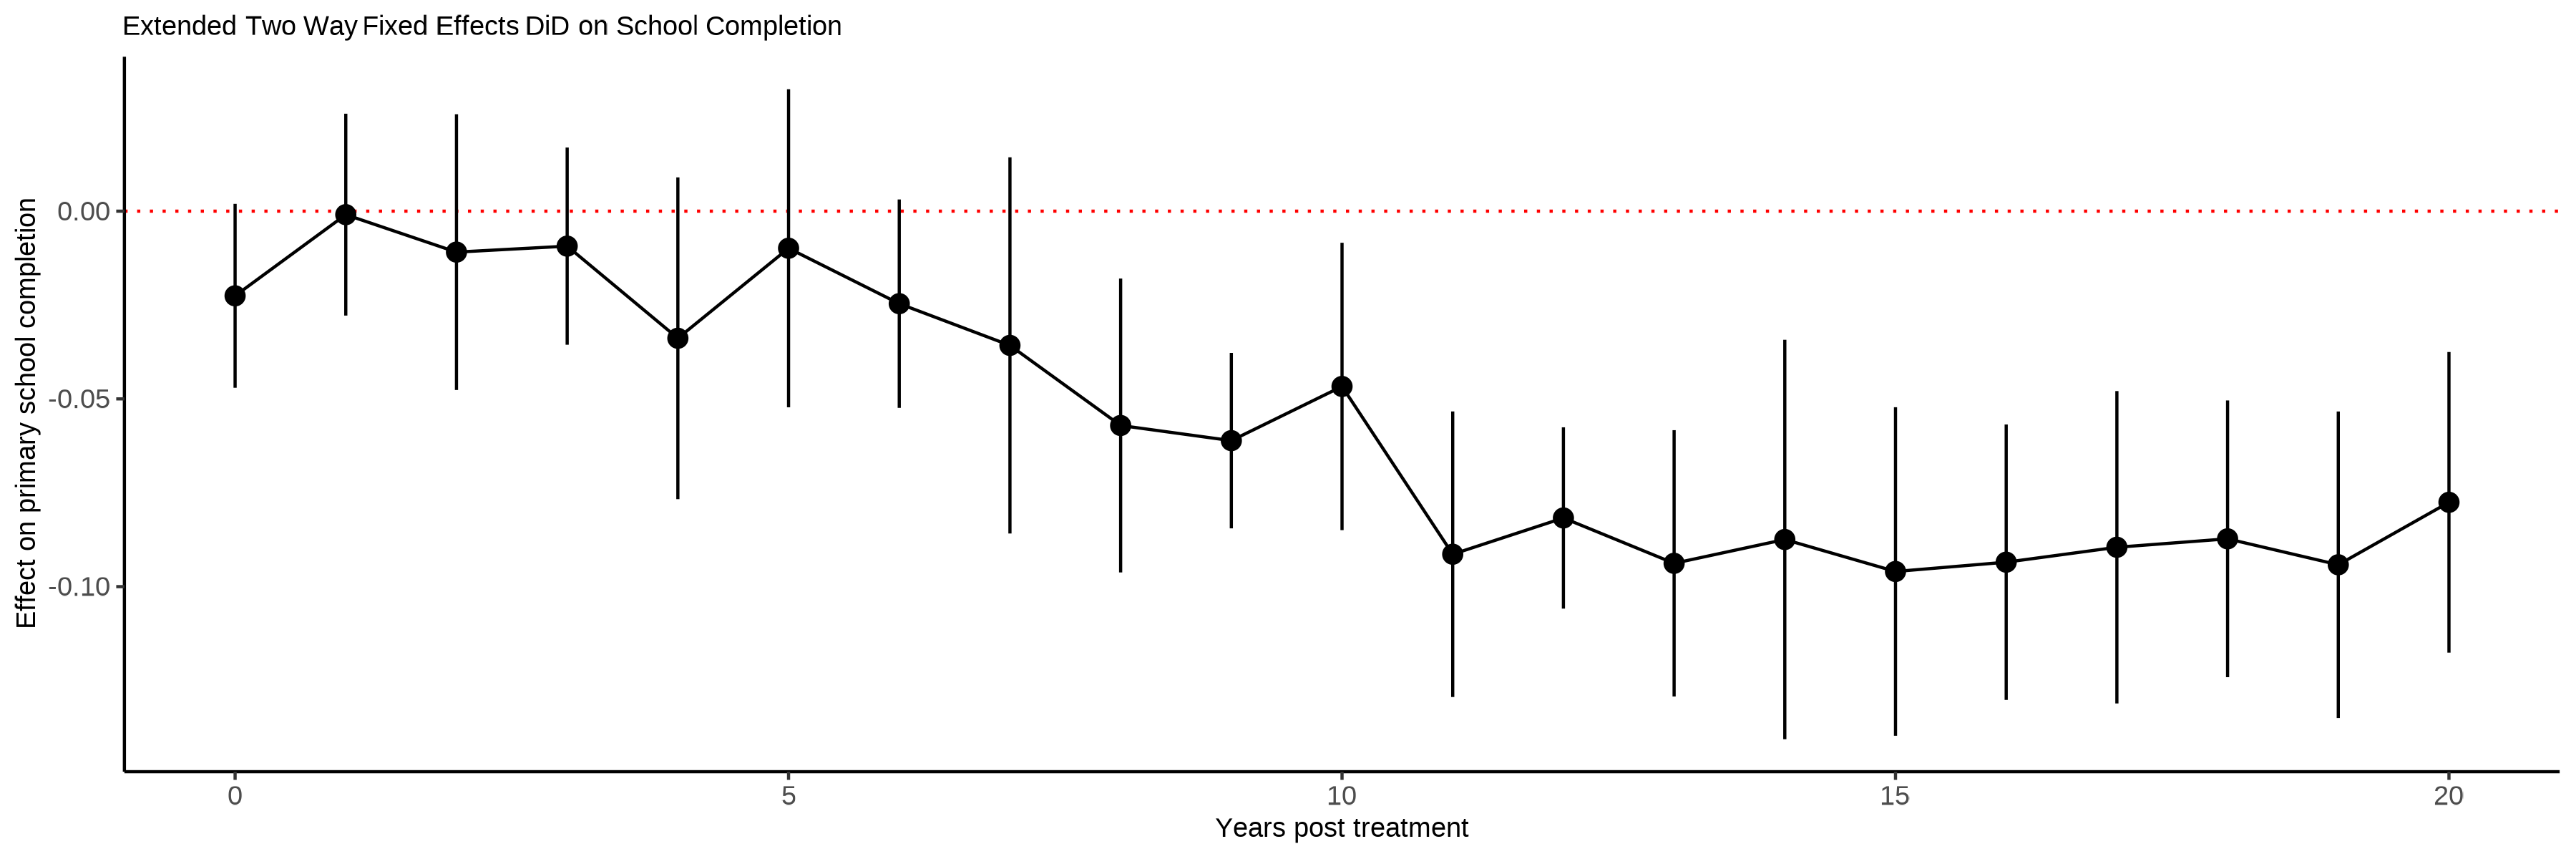 Extended Two Way Fixed Effects DiD on School Completion
Effect on primary school completion
0.00
-0.05
-0.10
0
5
10
15
20
Years post treatment